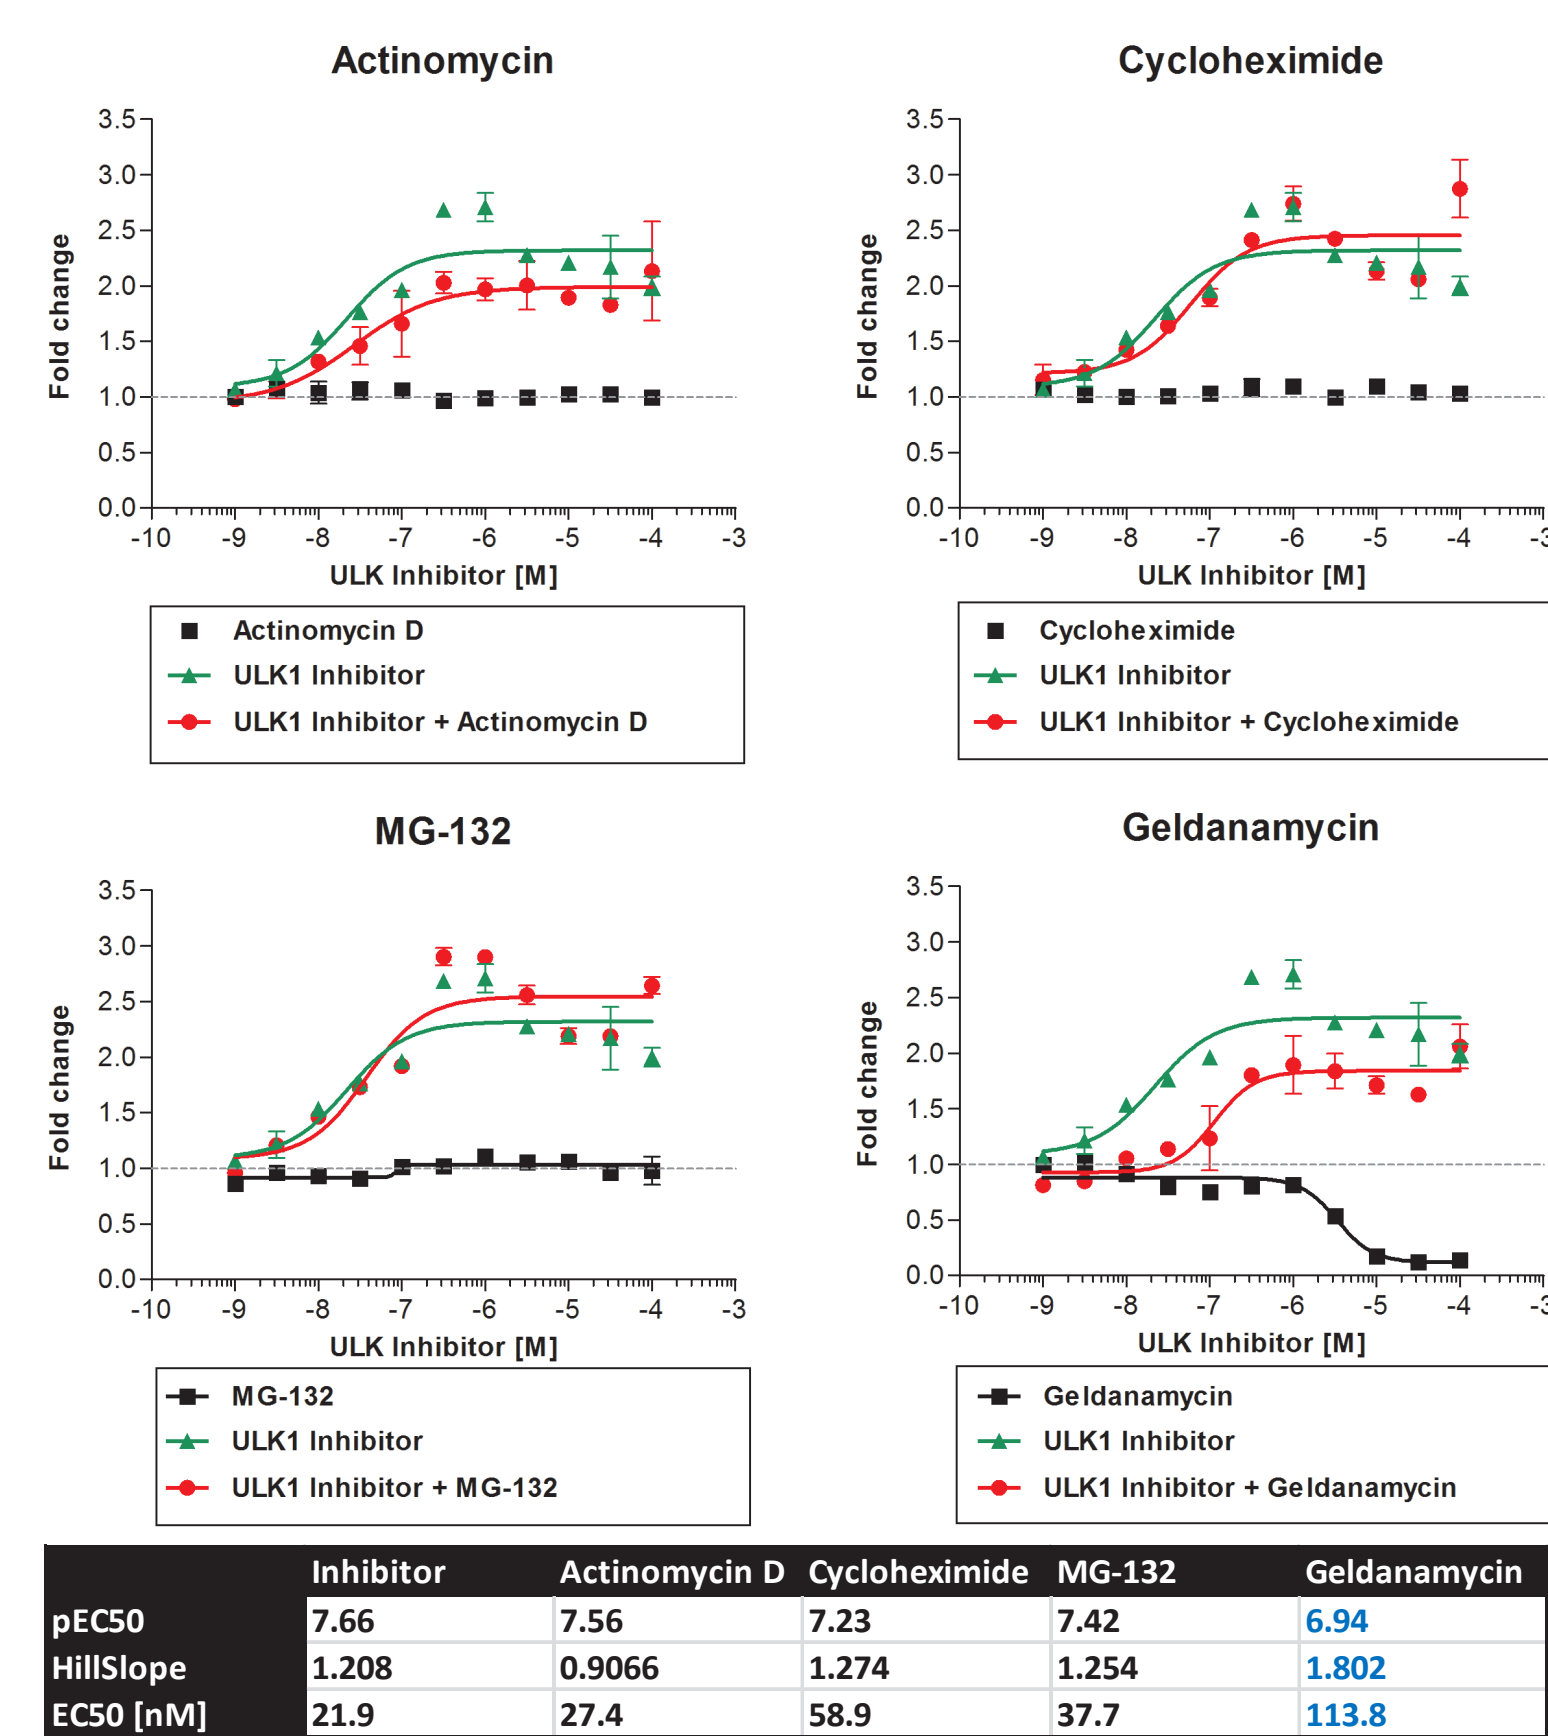 Actinomycin
3.5
3.0
2.5
2.0
1.5
1.0
0.5
0.0
Fold change
-10 -9 -8 -7 -6 -5 -4 -3
ULK Inhibitor [M]
Actinomycin D
ULK1 Inhibitor
ULK1 Inhibitor + Actinomycin D
Cycloheximide
3.5
3.0
2.5
2.0
1.5
1.0
0.5
0.0
Fold change
-10 -9 -8 -7 -6 -5 -4 -3
ULK Inhibitor [M]
Cycloheximide
ULK1 Inhibitor
ULK1 Inhibitor + Cycloheximide
MG-132
3.5
3.0
2.5
2.0
1.5
1.0
0.5
0.0
Fold change
-10 -9 -8 -7 -6 -5 -4 -3
ULK Inhibitor [M]
MG-132
ULK1 Inhibitor
ULK1 Inhibitor + MG-132
Geldanamycin
3.5
3.0
2.5
2.0
1.5
1.0
0.5
0.0
Fold change
-10 -9 -8 -7 -6 -5 -4 -3
ULK Inhibitor [M]
Geldanamycin
ULK1 Inhibitor
ULK1 Inhibitor + Geldanamycin
Inhibitor Actinomycin D Cycloheximide MG-132 Geldanamycin
pEC50 7.66 7.56 7.23 7.42 6.94
HillSlope 1.208 0.9066 1.274 1.254 1.802
EC50 [nM] 21.9 27.4 58.9 37.7 113.8